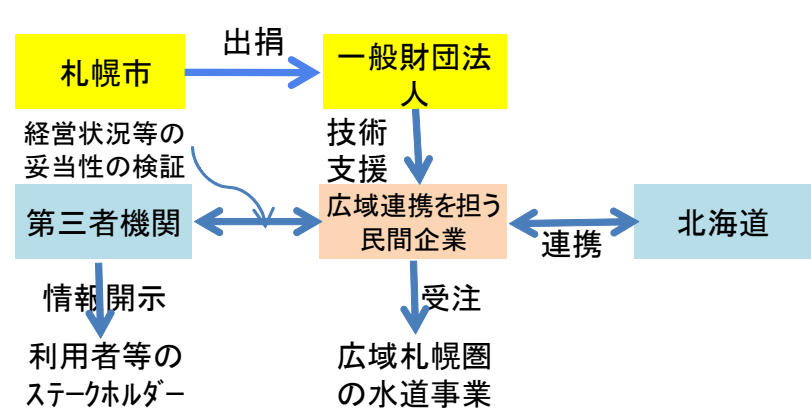 出捐
札幌市
一般財団法
人
経営状況等の
妥当性の検証
技術
支援
第三者機関
広域連携を担う
民間企業
連携
北海道
情報開示
受注
利用者等の
ステークホルダー
広域札幌圏
の水道事業